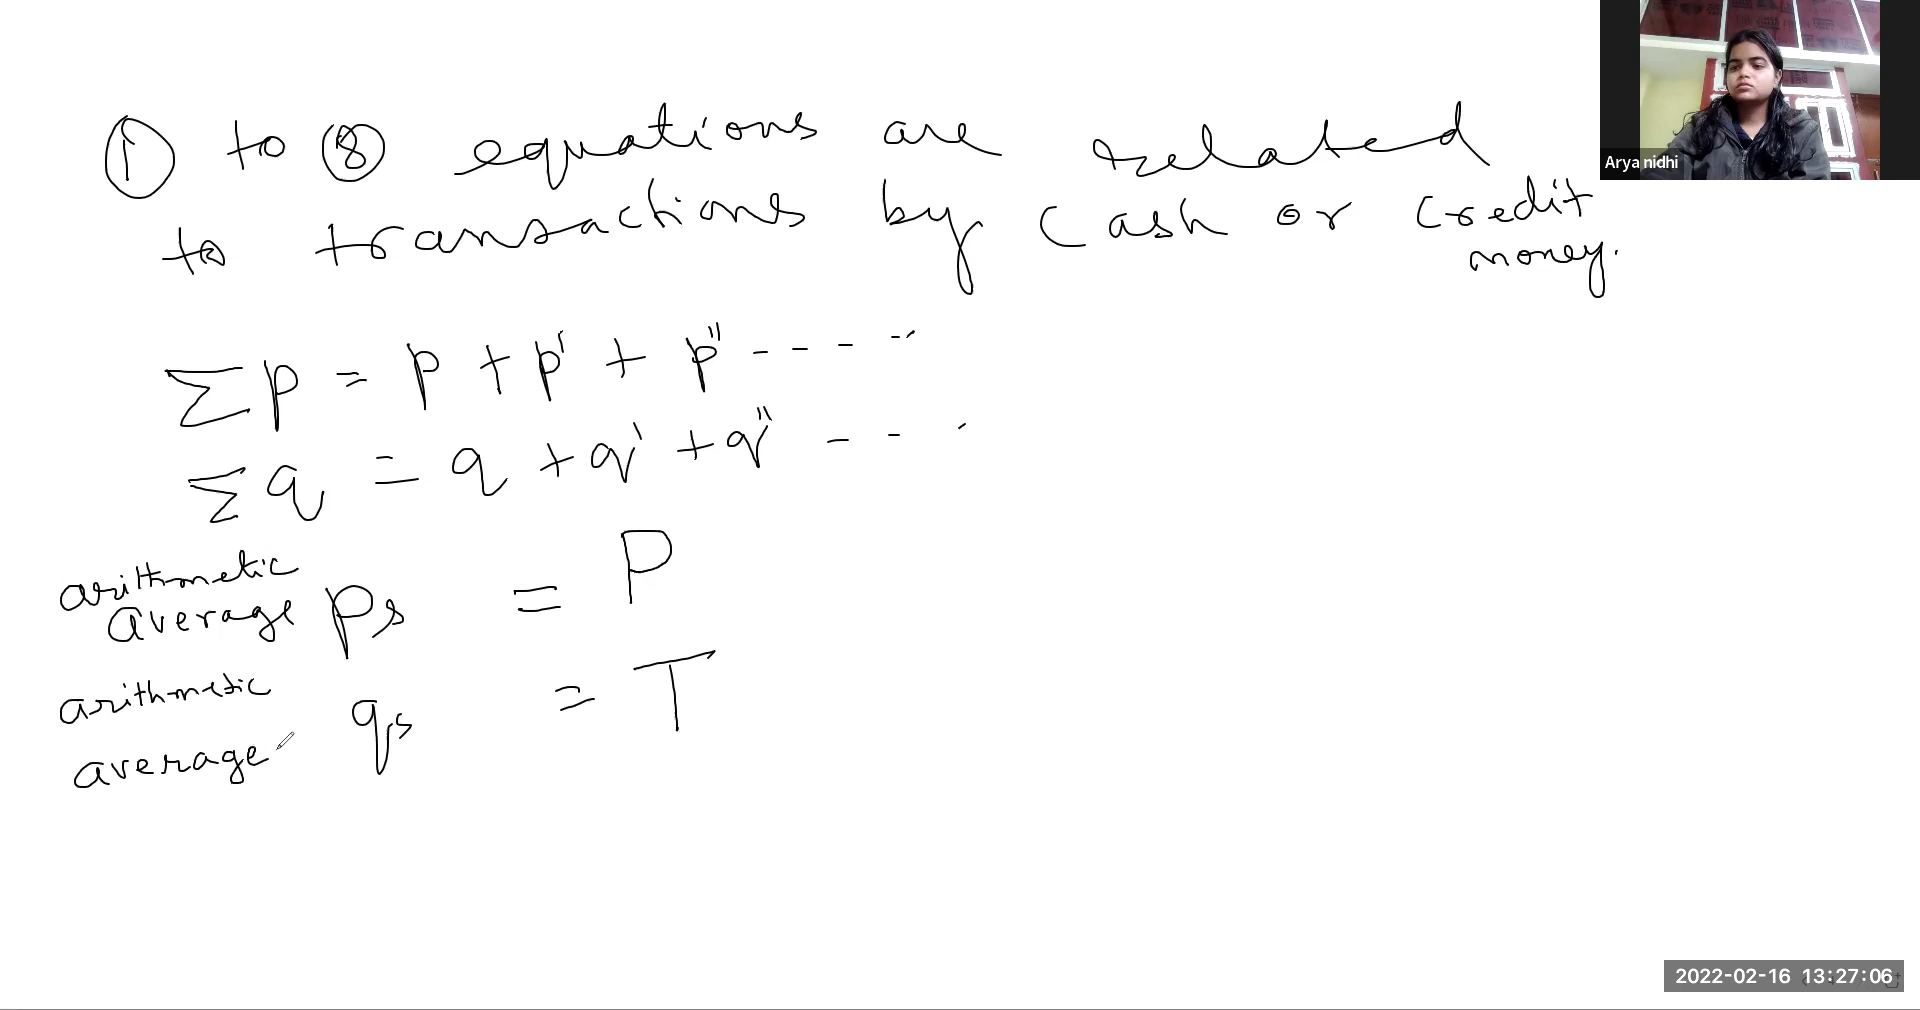 ① to ⑧ equations are related
to transactions by cash or credit
money.
Σp = p + p' + p'' - - - - -
Σq = q + q' + q'' - - -
arithmetic
average ps = P
arithmetic
average qs = T
Arya nidhi
2022-02-16 13:27:06